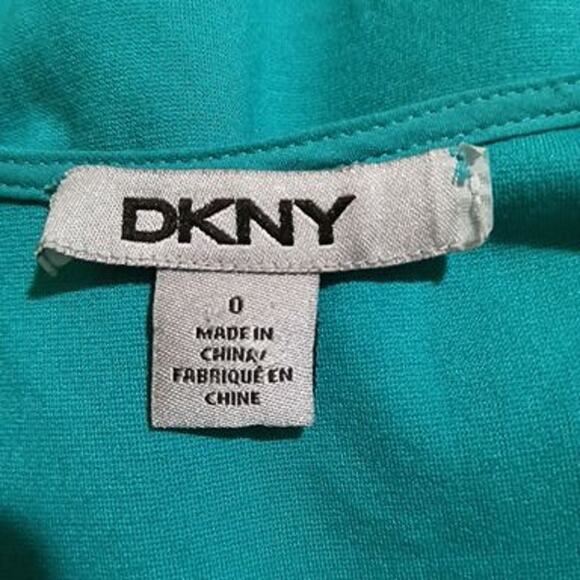 DKNY
0
MADE IN
CHINA/
FABRIQUÉ EN
CHINE